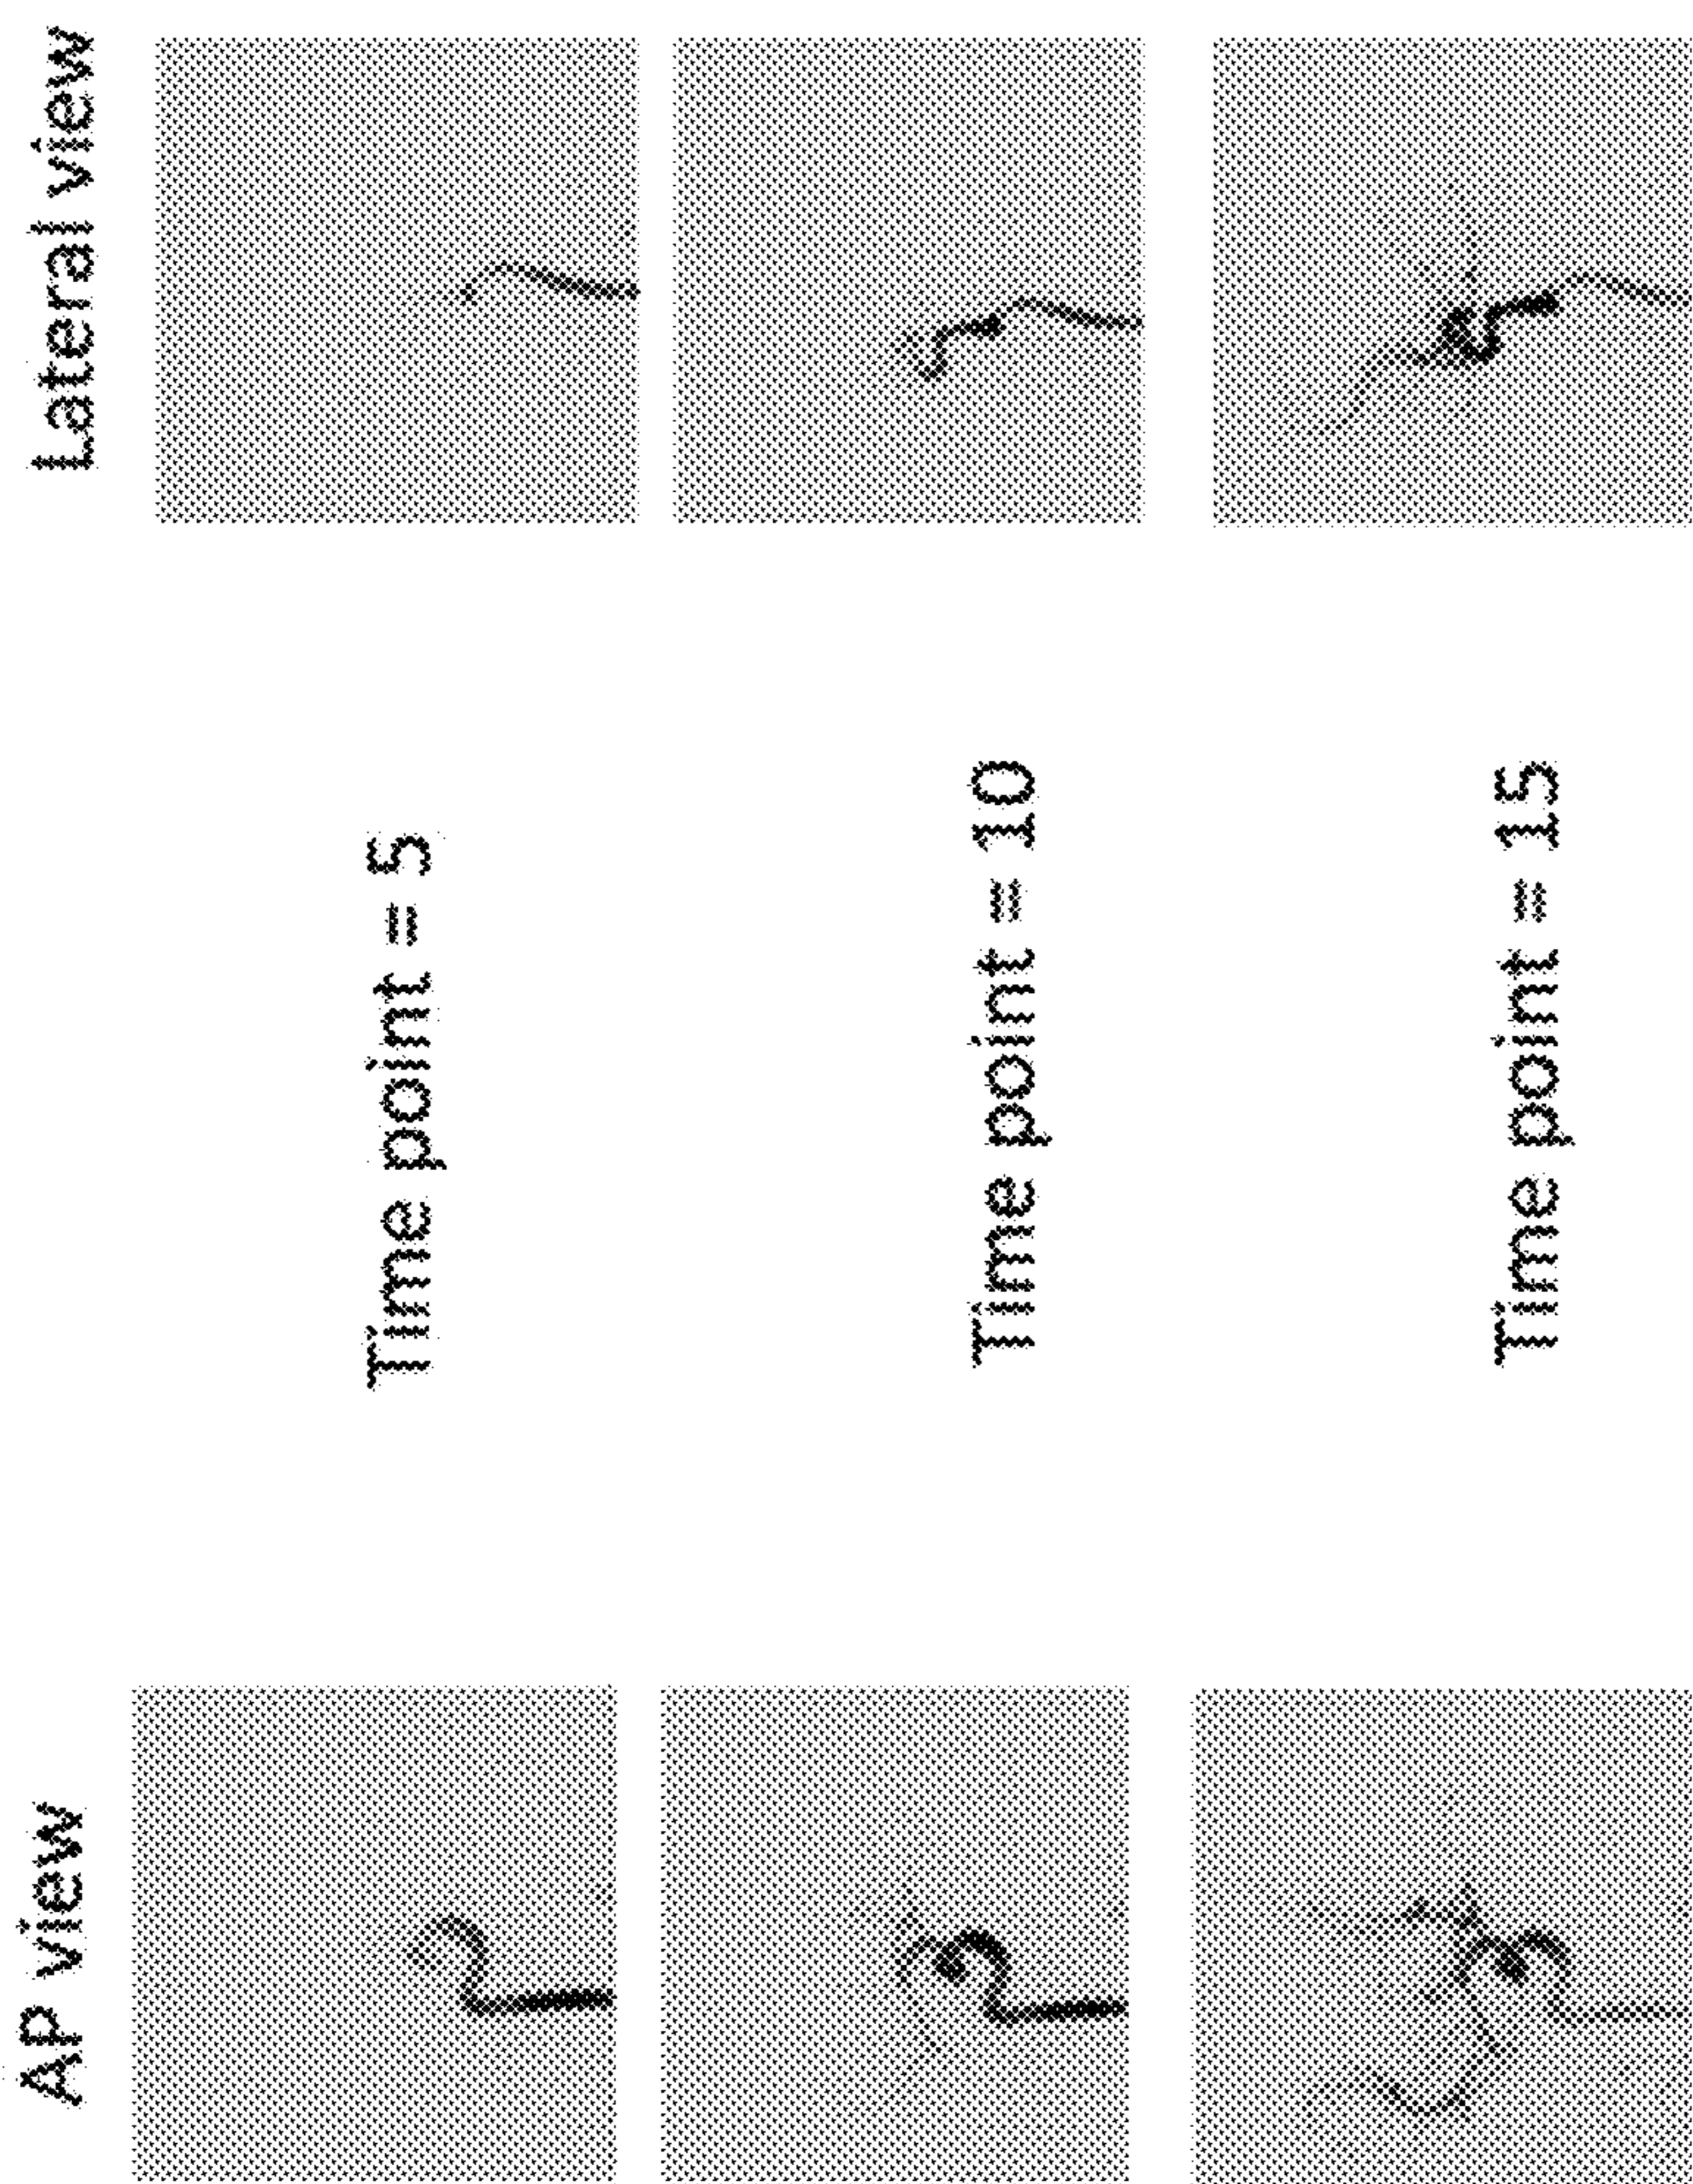 AP view
Lateral view
Time point = 5
Time point = 10
Time point = 15